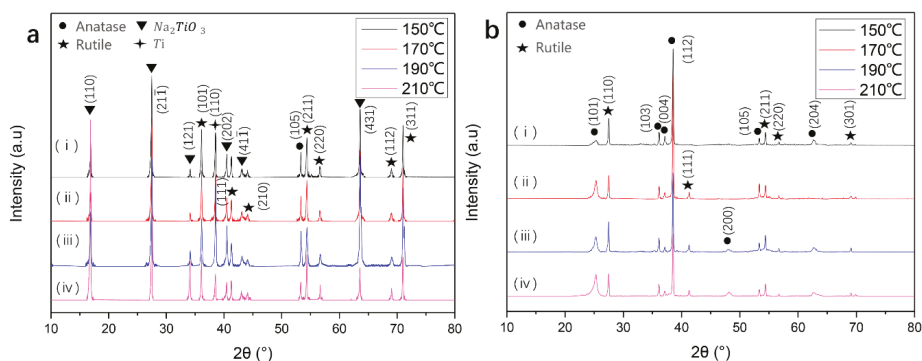 a
● Anatase ▼ Na₂TiO₃
★ Rutile ✦ Ti
150℃
170℃
190℃
210℃
(110)
(211̄)
(121)
(101)
(110)
(202)
(411̄)
(105)
(211)
(220)
(431)
(112)
(311)
(111)
(210)
(i)
(ii)
(iii)
(iv)
Intensity (a.u)
10 20 30 40 50 60 70 80
2θ (°)
b
● Anatase
★ Rutile
150℃
170℃
190℃
210℃
(101)
(110)
(103)
(004)
(112)
(111)
(200)
(105)
(211)
(220)
(204)
(301)
(i)
(ii)
(iii)
(iv)
Intensity (a.u)
10 20 30 40 50 60 70 80
2θ (°)